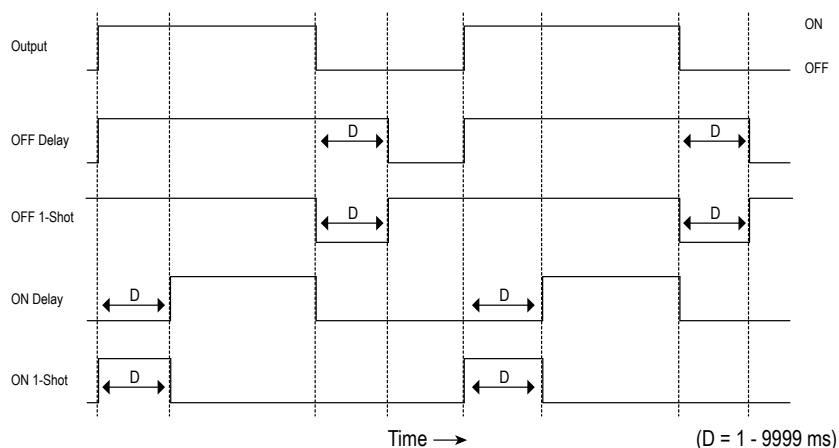 Output
ON
OFF
OFF Delay
D
D
OFF 1-Shot
D
D
ON Delay
D
D
ON 1-Shot
D
D
Time
(D = 1 - 9999 ms)